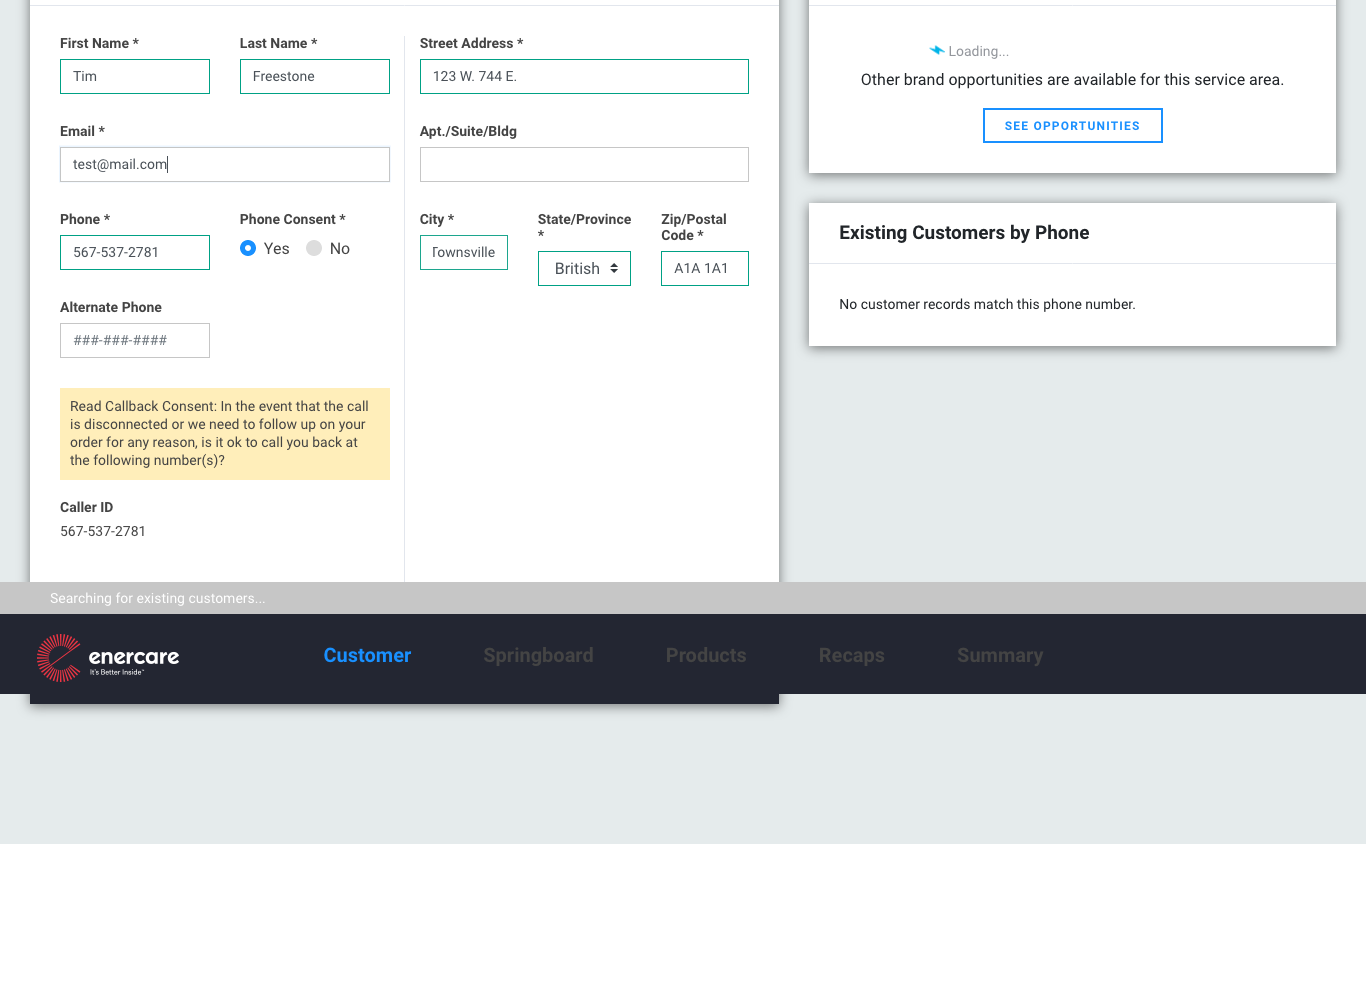 First Name *
Last Name *
Tim
Freestone
Email *
test@mail.com
Phone *
Phone Consent *
567-537-2781
Yes
No
Alternate Phone
###-###-####
Read Callback Consent: In the event that the call
is disconnected or we need to follow up on your
order for any reason, is it ok to call you back at
the following number(s)?
Caller ID
567-537-2781
Street Address *
123 W. 744 E.
Apt./Suite/Bldg
City *
State/Province
*
Zip/Postal
Code *
Townsville
British
A1A 1A1
Loading...
Other brand opportunities are available for this service area.
SEE OPPORTUNITIES
Existing Customers by Phone
No customer records match this phone number.
Searching for existing customers...
enercare
It's Better Inside™
Customer
Springboard
Products
Recaps
Summary